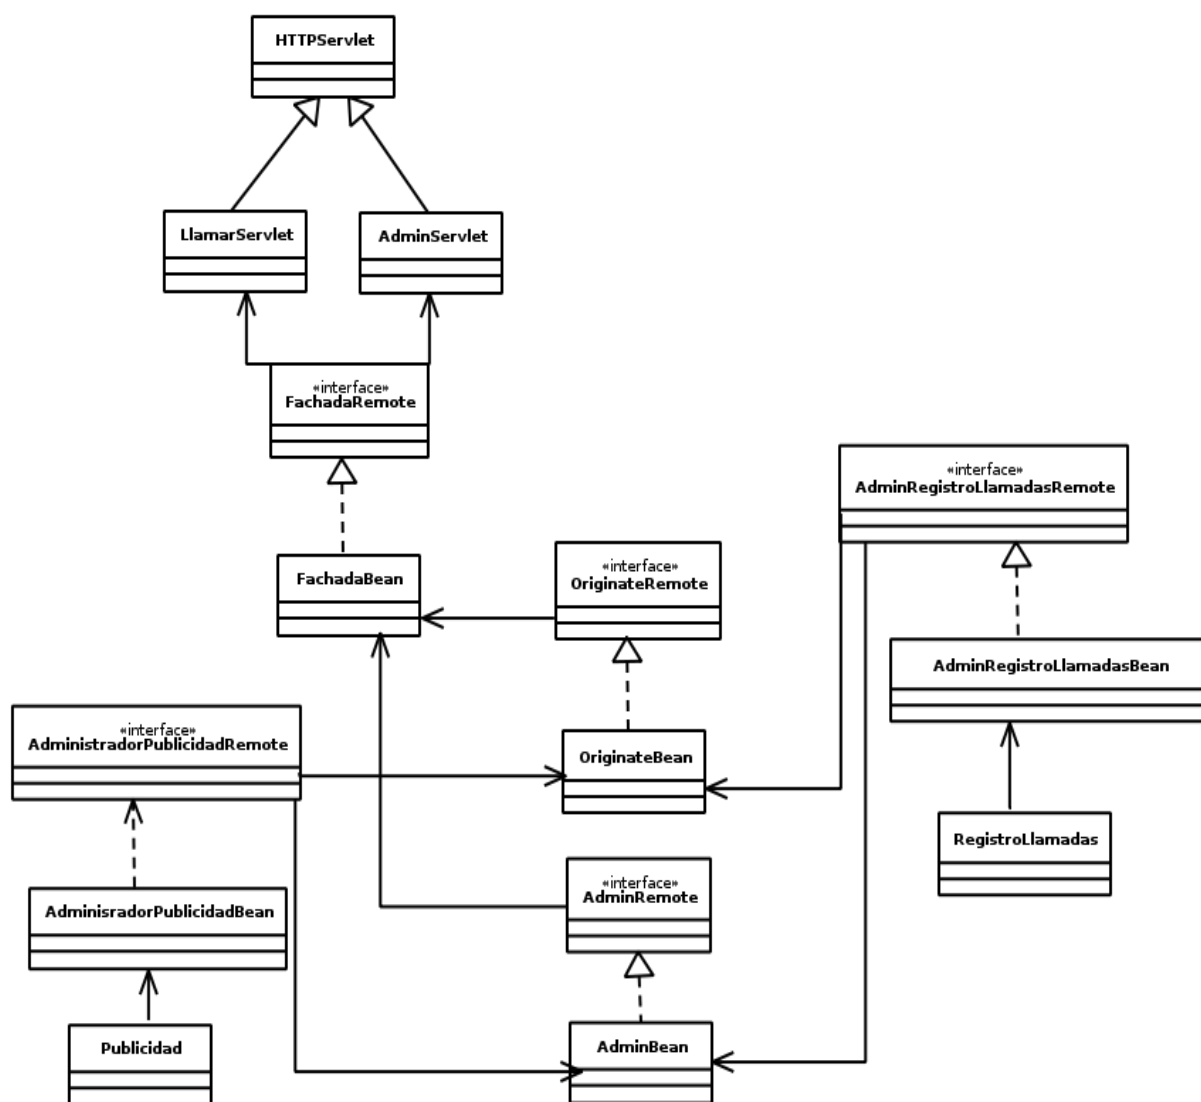 HTTPServlet
LlamarServlet
AdminServlet
«interface»
FachadaRemote
«interface»
AdminRegistroLlamadasRemote
FachadaBean
«interface»
OriginateRemote
AdminRegistroLlamadasBean
«interface»
AdministradorPublicidadRemote
OriginateBean
RegistroLlamadas
«interface»
AdminRemote
AdminisradorPublicidadBean
Publicidad
AdminBean